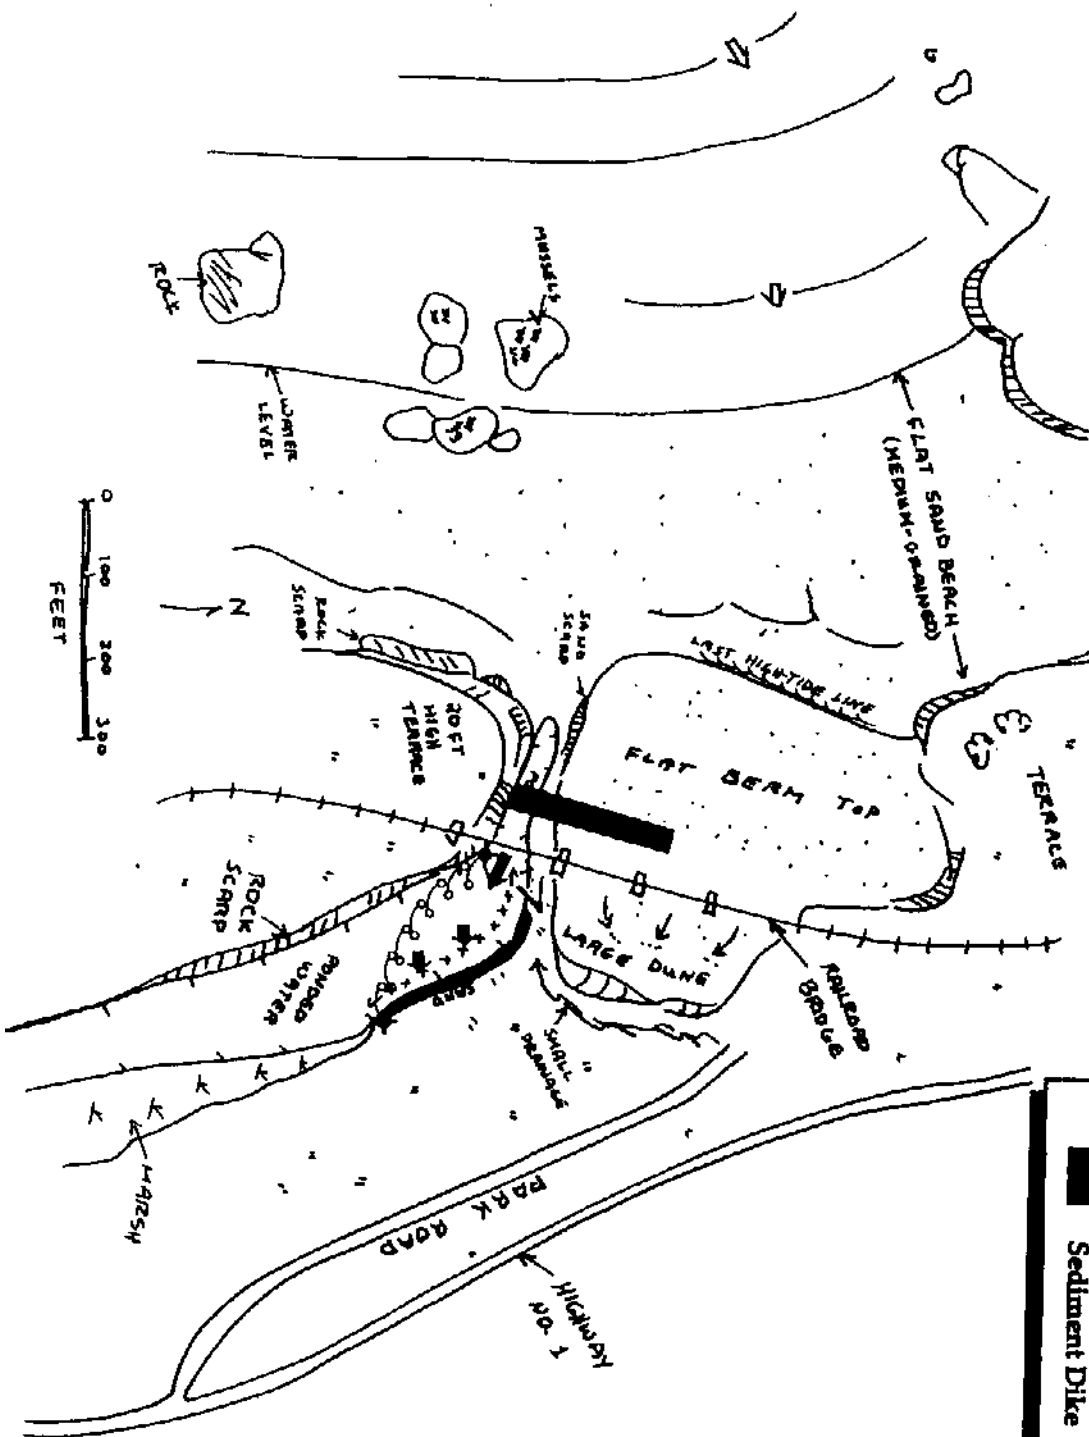 MUSSELS
ROCK
WATER
LEVEL
FLAT SAND BEACH
(MEDIUM-GRAINED)
0 100 200 300
FEET
N
ROCK
SCARP
SAND
SCARP
LAST HIGH-TIDE LINE
20 FT
HIGH
TERRACE
FLAT BERM TOP
TERRACE
ROCK
SCARP
PONDED
WATER
SAND
LARGE DUNE
RAILROAD
BRIDGE
SMALL
DRAINAGE
MARSH
PARK ROAD
HIGHWAY
NO. 1
Sediment Dike